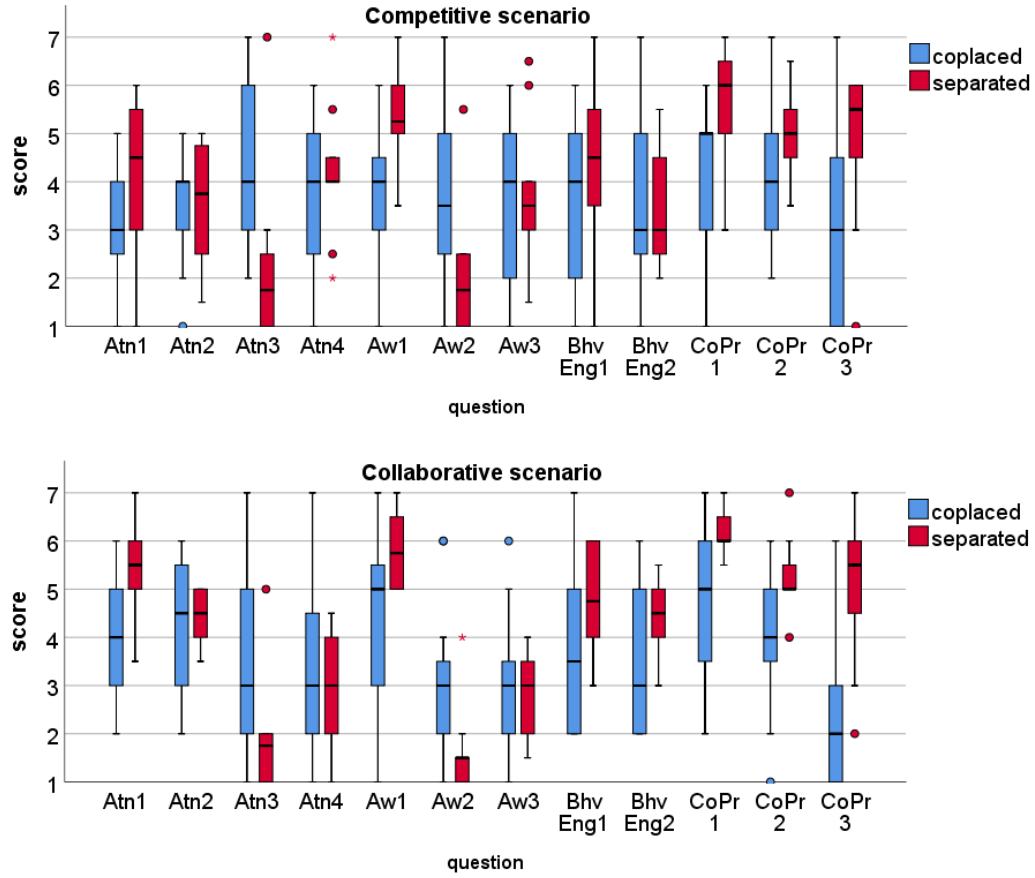 Competitive scenario
7
6
5
4
3
2
1
score
coplaced
separated
Atn1 Atn2 Atn3 Atn4 Aw1 Aw2 Aw3 Bhv Bhv CoPr CoPr CoPr
Eng1 Eng2 1 2 3
question
Collaborative scenario
7
6
5
4
3
2
1
score
coplaced
separated
Atn1 Atn2 Atn3 Atn4 Aw1 Aw2 Aw3 Bhv Bhv CoPr CoPr CoPr
Eng1 Eng2 1 2 3
question